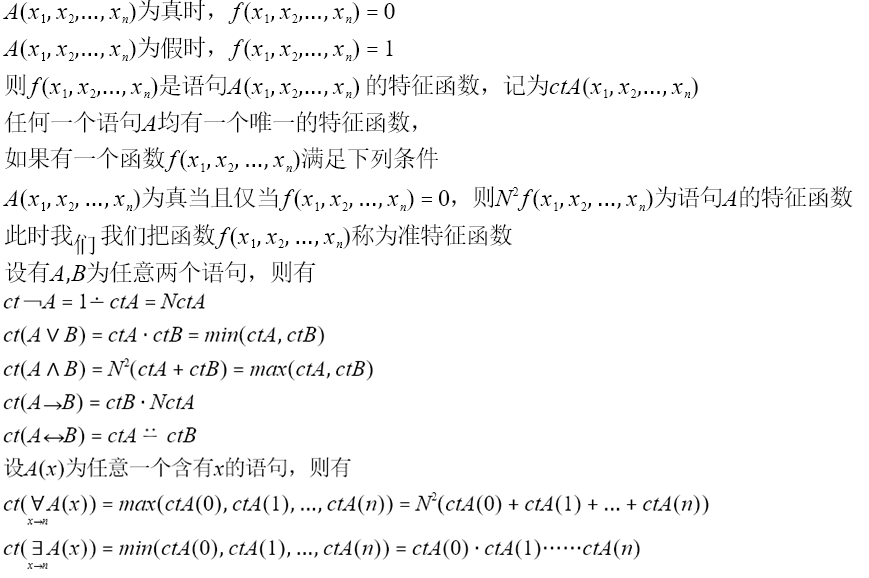 A(x₁, x₂,..., xₙ)为真时，f(x₁, x₂,..., xₙ) = 0
A(x₁, x₂,..., xₙ)为假时，f(x₁, x₂,..., xₙ) = 1
则f(x₁, x₂,..., xₙ)是语句A(x₁, x₂,..., xₙ) 的特征函数，记为ctA(x₁, x₂,..., xₙ)
任何一个语句A均有一个唯一的特征函数，
如果有一个函数f(x₁, x₂, ..., xₙ)满足下列条件
A(x₁, x₂, ..., xₙ)为真当且仅当f(x₁, x₂, ..., xₙ) = 0，则N²f(x₁, x₂, ..., xₙ)为语句A的特征函数
此时我们 我们把函数f(x₁, x₂, ..., xₙ)称为准特征函数
设有A,B为任意两个语句，则有
ct￢A = 1∸ctA = NctA
ct(A∨B) = ctA · ctB = min(ctA, ctB)
ct(A∧B) = N²(ctA + ctB) = max(ctA, ctB)
ct(A→B) = ctB · NctA
ct(A↔B) = ctA ⸚ ctB
设A(x)为任意一个含有x的语句，则有
ct(∀A(x)) = max(ctA(0), ctA(1), ..., ctA(n)) = N²(ctA(0) + ctA(1) + ... + ctA(n))
x→n
ct(∃A(x)) = min(ctA(0), ctA(1), ..., ctA(n)) = ctA(0) · ctA(1)⋯⋯ctA(n)
x→n